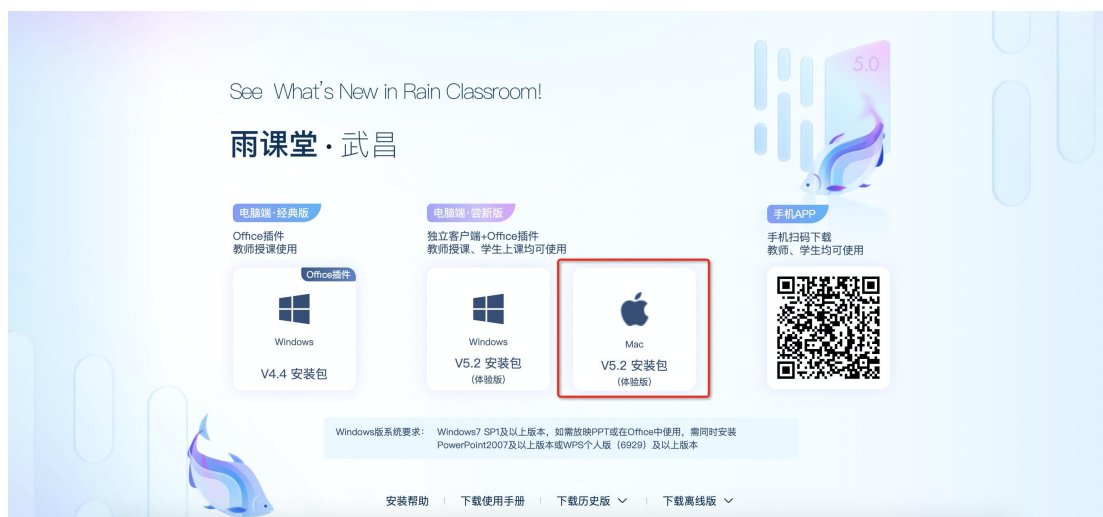 5.0
See What's New in Rain Classroom!
雨课堂·武昌
电脑端·经典版
Office插件
教师授课使用
Office插件
Windows
V4.4 安装包
电脑端·尝新版
独立客户端+Office插件
教师授课、学生上课均可使用
Windows
V5.2 安装包
(体验版)
Mac
V5.2 安装包
(体验版)
手机APP
手机扫码下载
教师、学生均可使用
Windows版系统要求： Windows7 SP1及以上版本，如需放映PPT或在Office中使用，需同时安装
PowerPoint2007及以上版本或WPS个人版（6929）及以上版本
安装帮助 下载使用手册 下载历史版 下载离线版